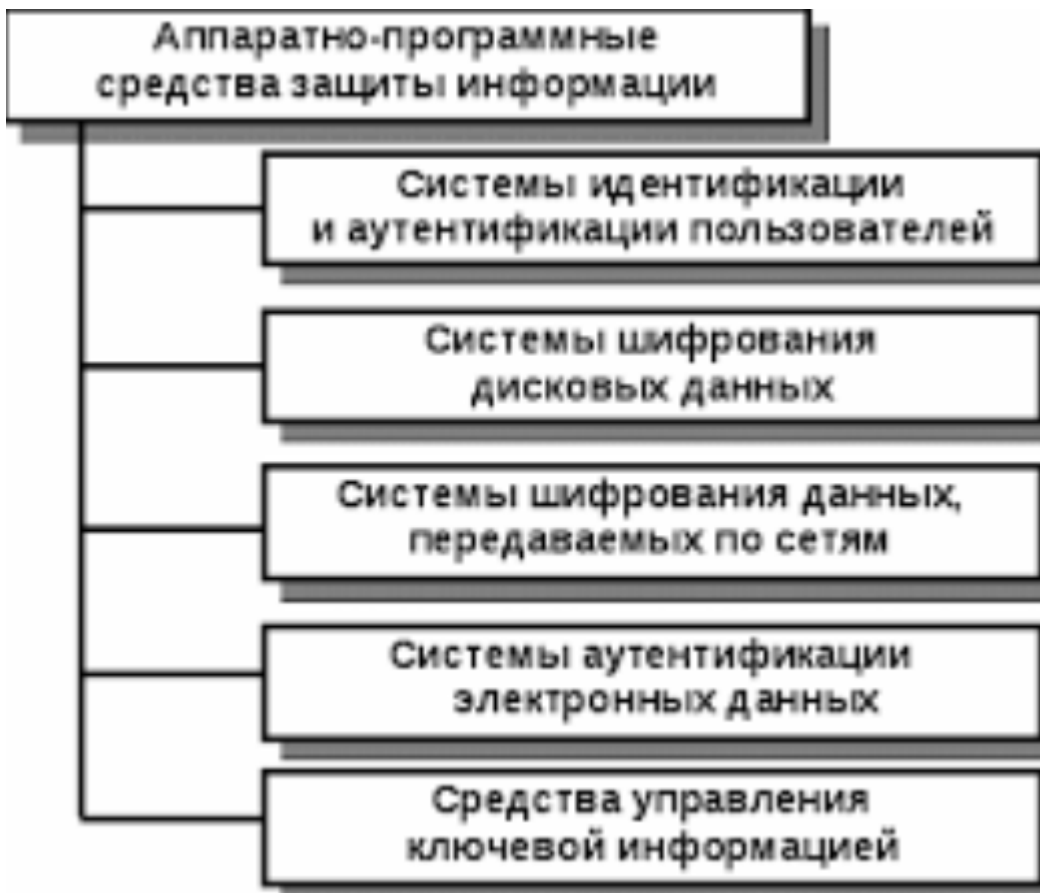 Аппаратно-программные
средства защиты информации
Системы идентификации
и аутентификации пользователей
Системы шифрования
дисковых данных
Системы шифрования данных,
передаваемых по сетям
Системы аутентификации
электронных данных
Средства управления
ключевой информацией